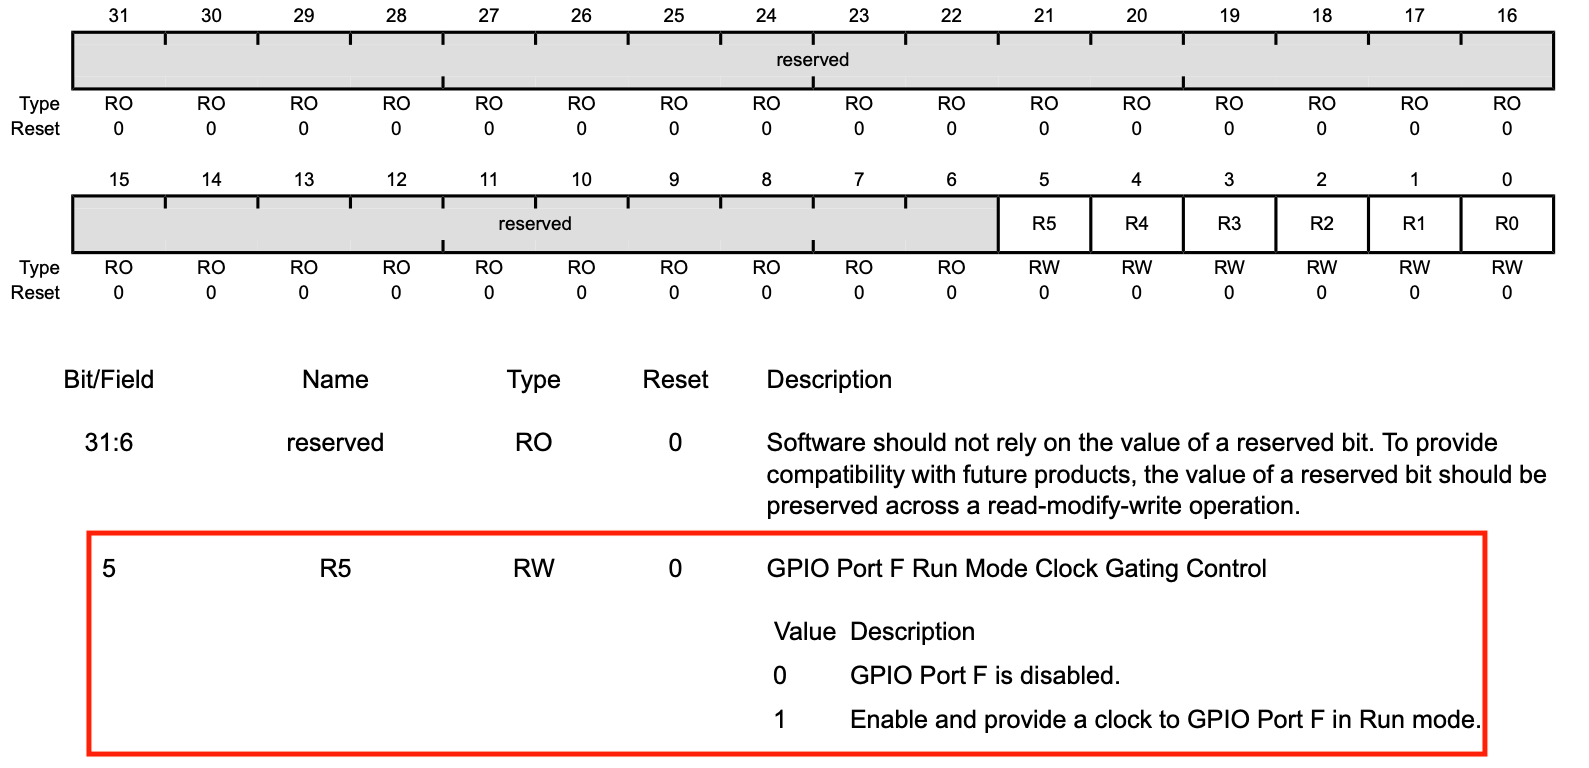 31 30 29 28 27 26 25 24 23 22 21 20 19 18 17 16
reserved
Type RO RO RO RO RO RO RO RO RO RO RO RO RO RO RO RO
Reset 0 0 0 0 0 0 0 0 0 0 0 0 0 0 0 0
15 14 13 12 11 10 9 8 7 6 5 4 3 2 1 0
reserved R5 R4 R3 R2 R1 R0
Type RO RO RO RO RO RO RO RO RO RO RW RW RW RW RW RW
Reset 0 0 0 0 0 0 0 0 0 0 0 0 0 0 0 0
Bit/Field Name Type Reset Description
31:6 reserved RO 0 Software should not rely on the value of a reserved bit. To provide
compatibility with future products, the value of a reserved bit should be
preserved across a read-modify-write operation.
5 R5 RW 0 GPIO Port F Run Mode Clock Gating Control
Value Description
0 GPIO Port F is disabled.
1 Enable and provide a clock to GPIO Port F in Run mode.